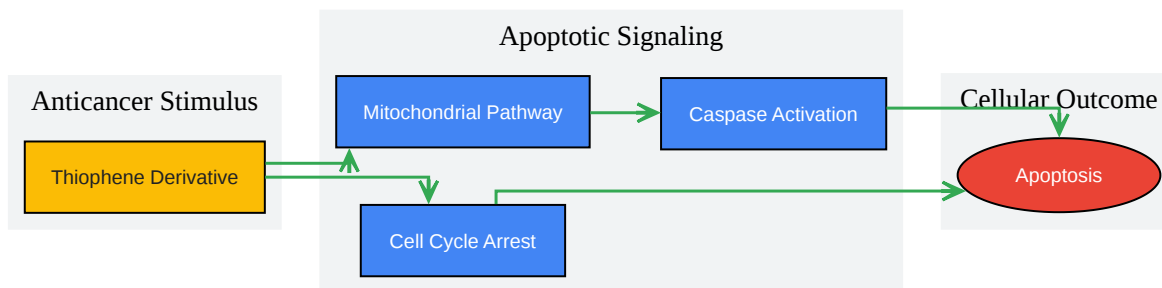 Apoptotic Signaling
Anticancer Stimulus
Cellular Outcome
Mitochondrial Pathway
Caspase Activation
Thiophene Derivative
Apoptosis
Cell Cycle Arrest